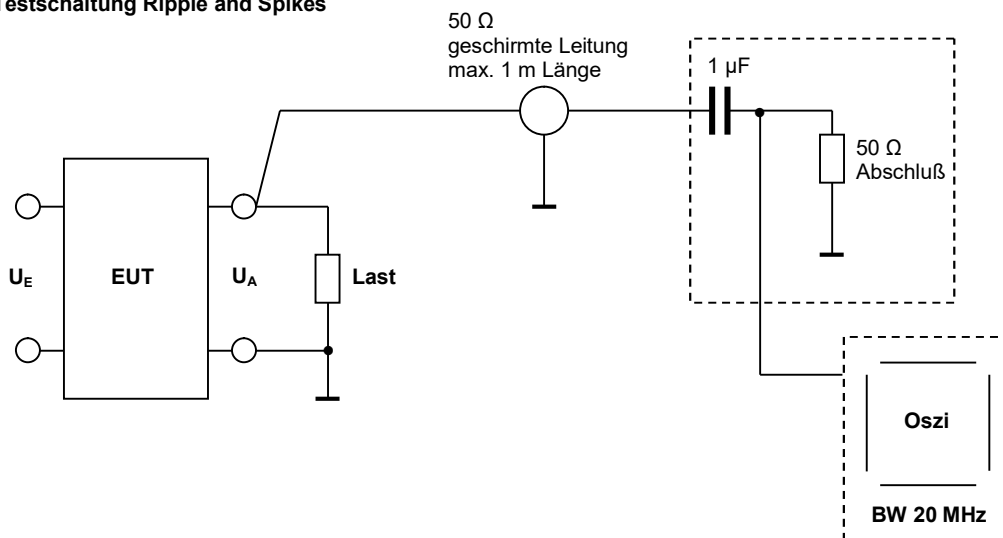 Testschaltung Ripple and Spikes
50 Ω
geschirmte Leitung
max. 1 m Länge
1 µF
50 Ω
Abschluß
UE
EUT
UA
Last
Oszi
BW 20 MHz